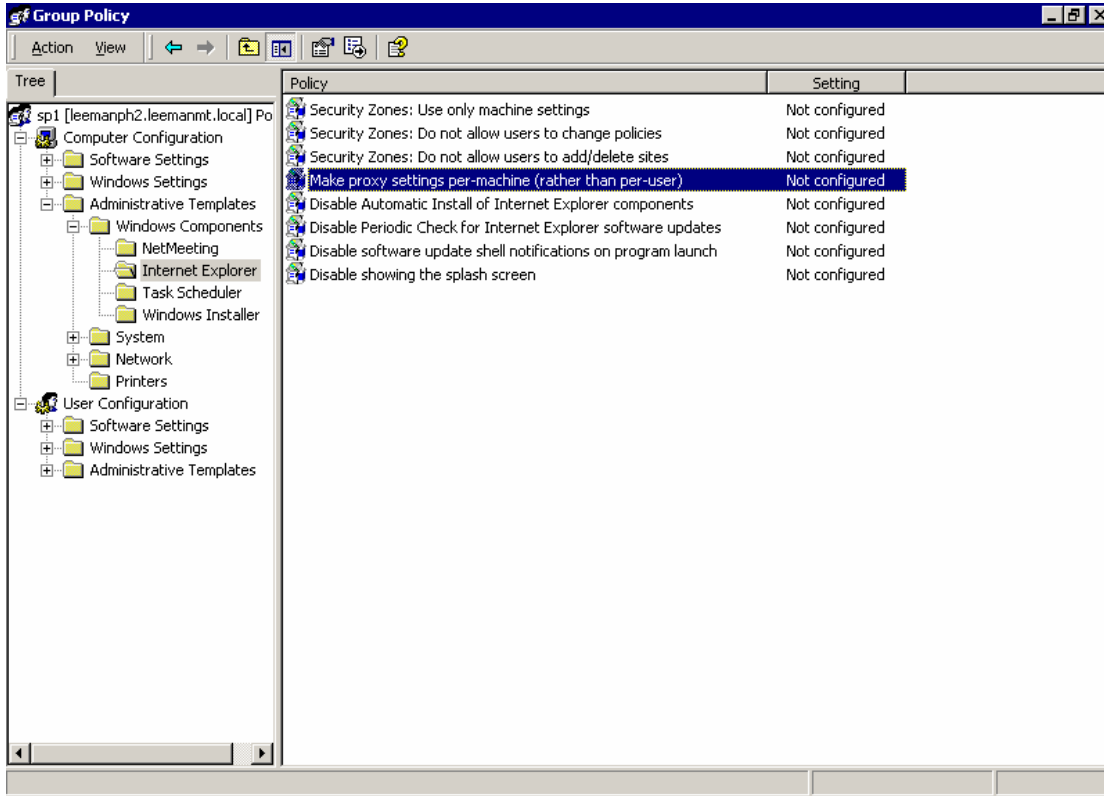 Group Policy
Action View
Tree
Policy Setting
sp1 [leemanph2.leemanmt.local] Po
Computer Configuration
Software Settings
Windows Settings
Administrative Templates
Windows Components
NetMeeting
Internet Explorer
Task Scheduler
Windows Installer
System
Network
Printers
User Configuration
Software Settings
Windows Settings
Administrative Templates
Security Zones: Use only machine settings Not configured
Security Zones: Do not allow users to change policies Not configured
Security Zones: Do not allow users to add/delete sites Not configured
Make proxy settings per-machine (rather than per-user) Not configured
Disable Automatic Install of Internet Explorer components Not configured
Disable Periodic Check for Internet Explorer software updates Not configured
Disable software update shell notifications on program launch Not configured
Disable showing the splash screen Not configured